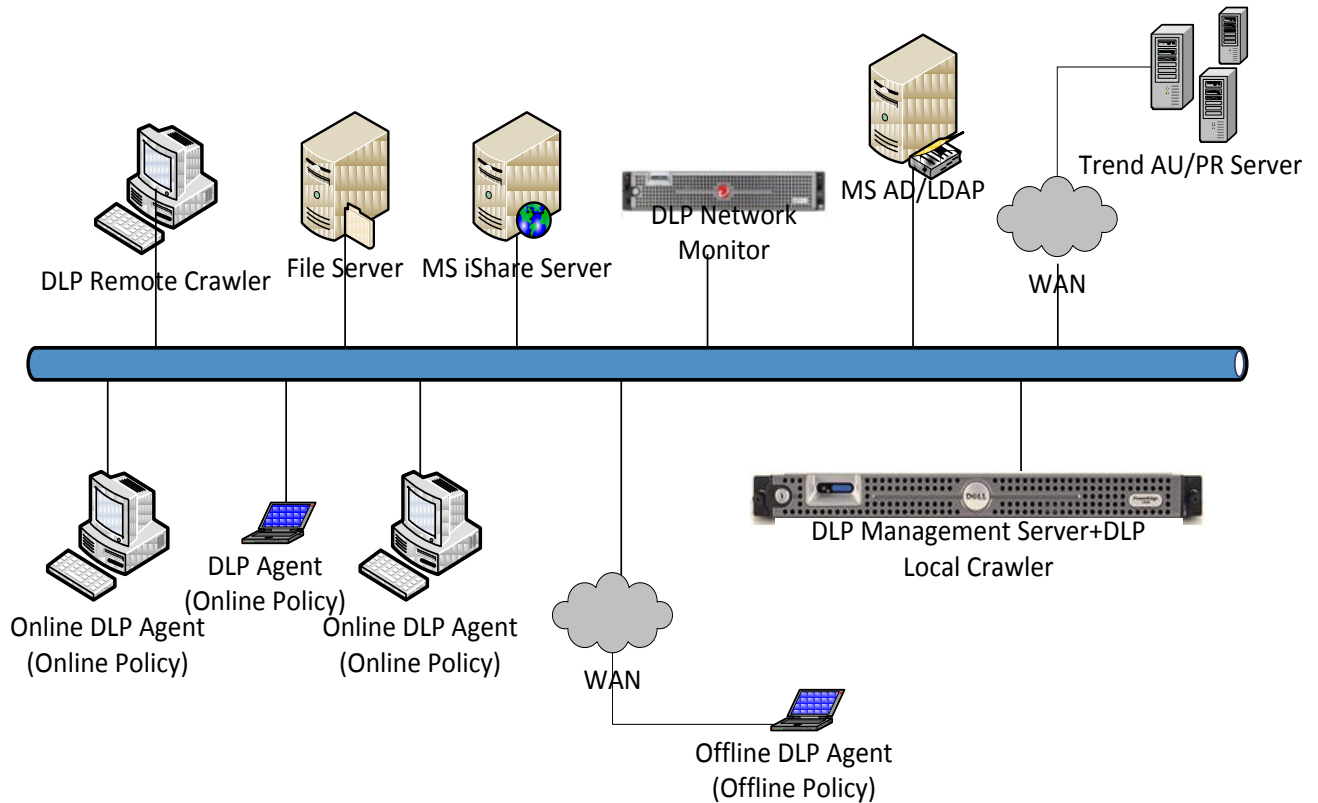 Trend AU/PR Server
MS AD/LDAP
DLP Network
Monitor
DLP Remote Crawler
File Server
MS iShare Server
WAN
DELL
PowerEdge
DLP Management Server+DLP
Local Crawler
DLP Agent
(Online Policy)
Online DLP Agent
(Online Policy)
Online DLP Agent
(Online Policy)
WAN
Offline DLP Agent
(Offline Policy)